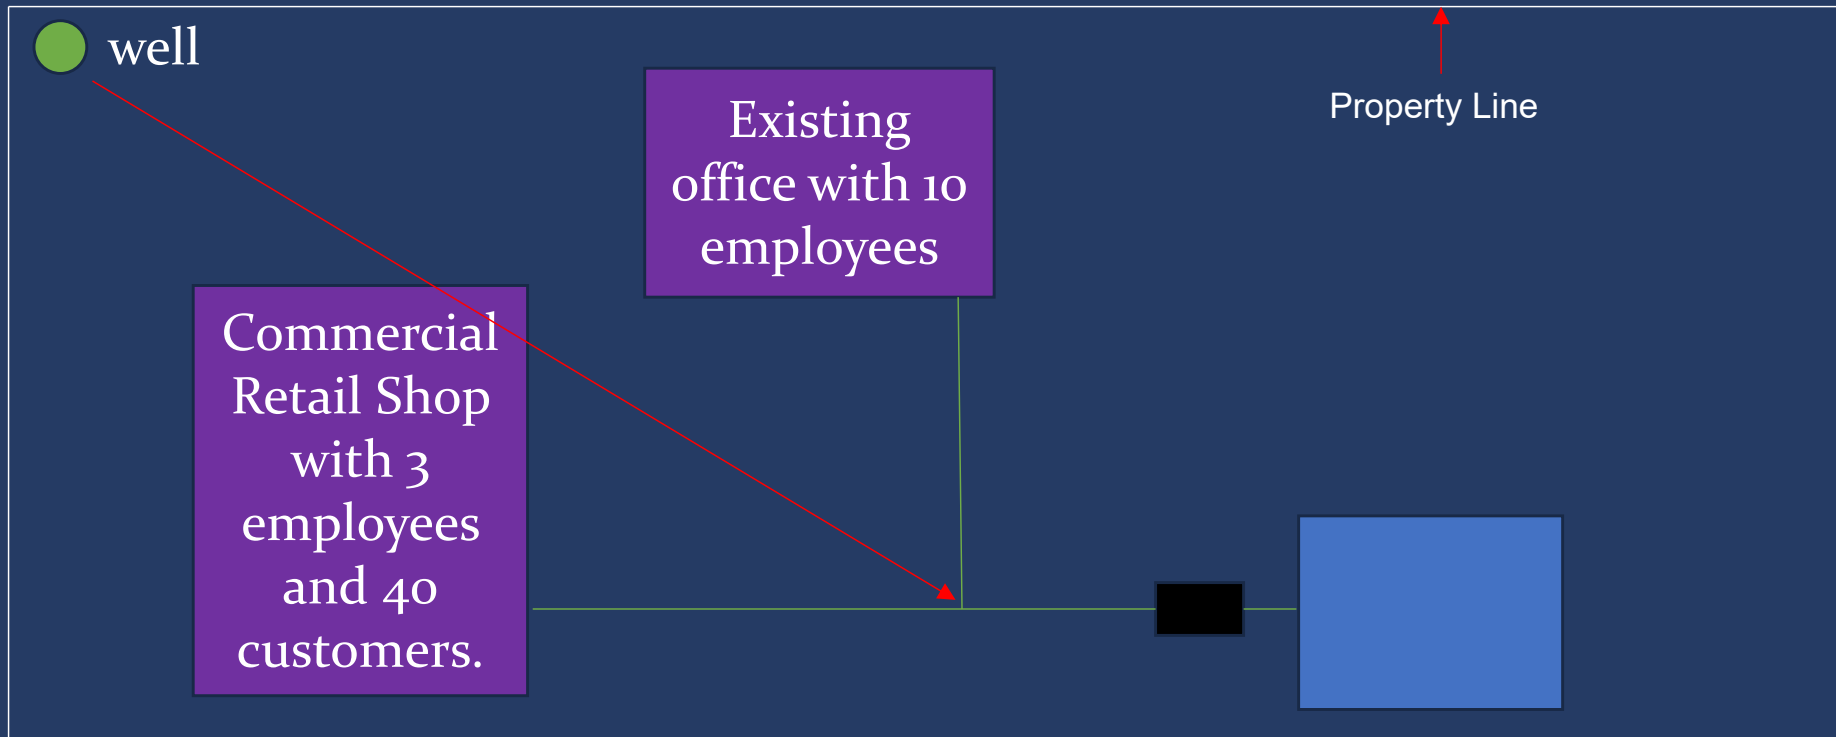 well
Existing
office with 10
employees
Property Line
Commercial
Retail Shop
with 3
employees
and 40
customers.